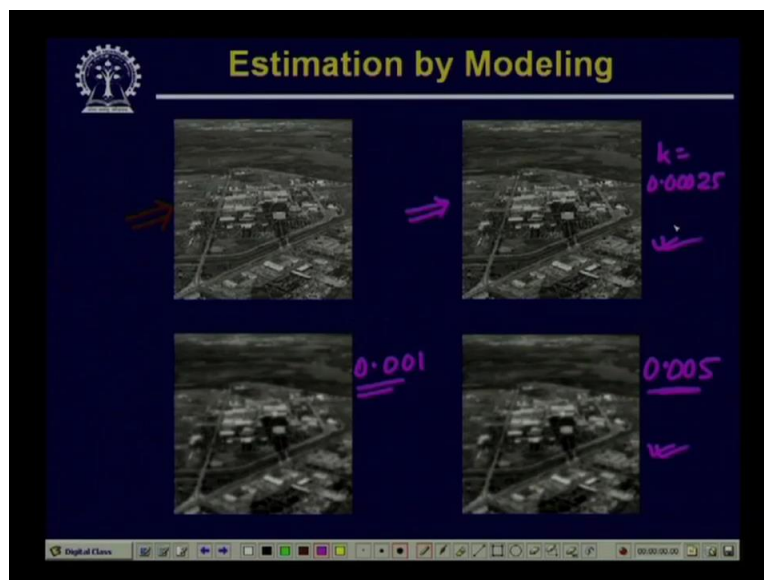 Estimation by Modeling
k =
0.00025
0.001
0.005
Digital Class
00:00:00.00